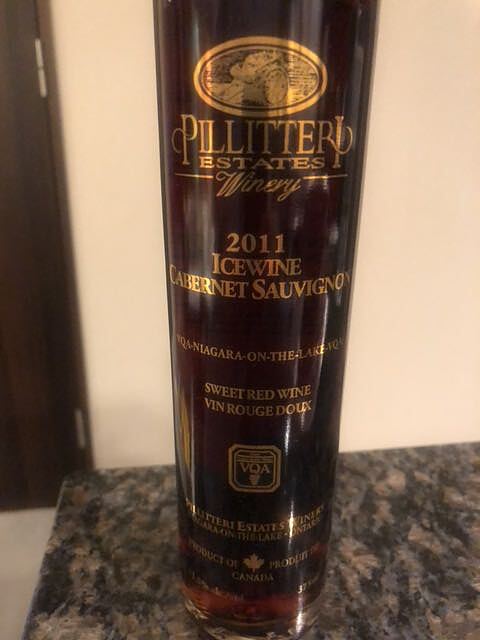 PILLITTERI
ESTATES
Winery
2011
ICEWINE
CABERNET SAUVIGNON
VQA-NIAGARA-ON-THE-LAKE-VQA
SWEET RED WINE
VIN ROUGE DOUX
VQA
PILLITTERI ESTATES WINERY
NIAGARA-ON-THE-LAKE • ONTARIO
PRODUCT OF PRODUIT DU
CANADA